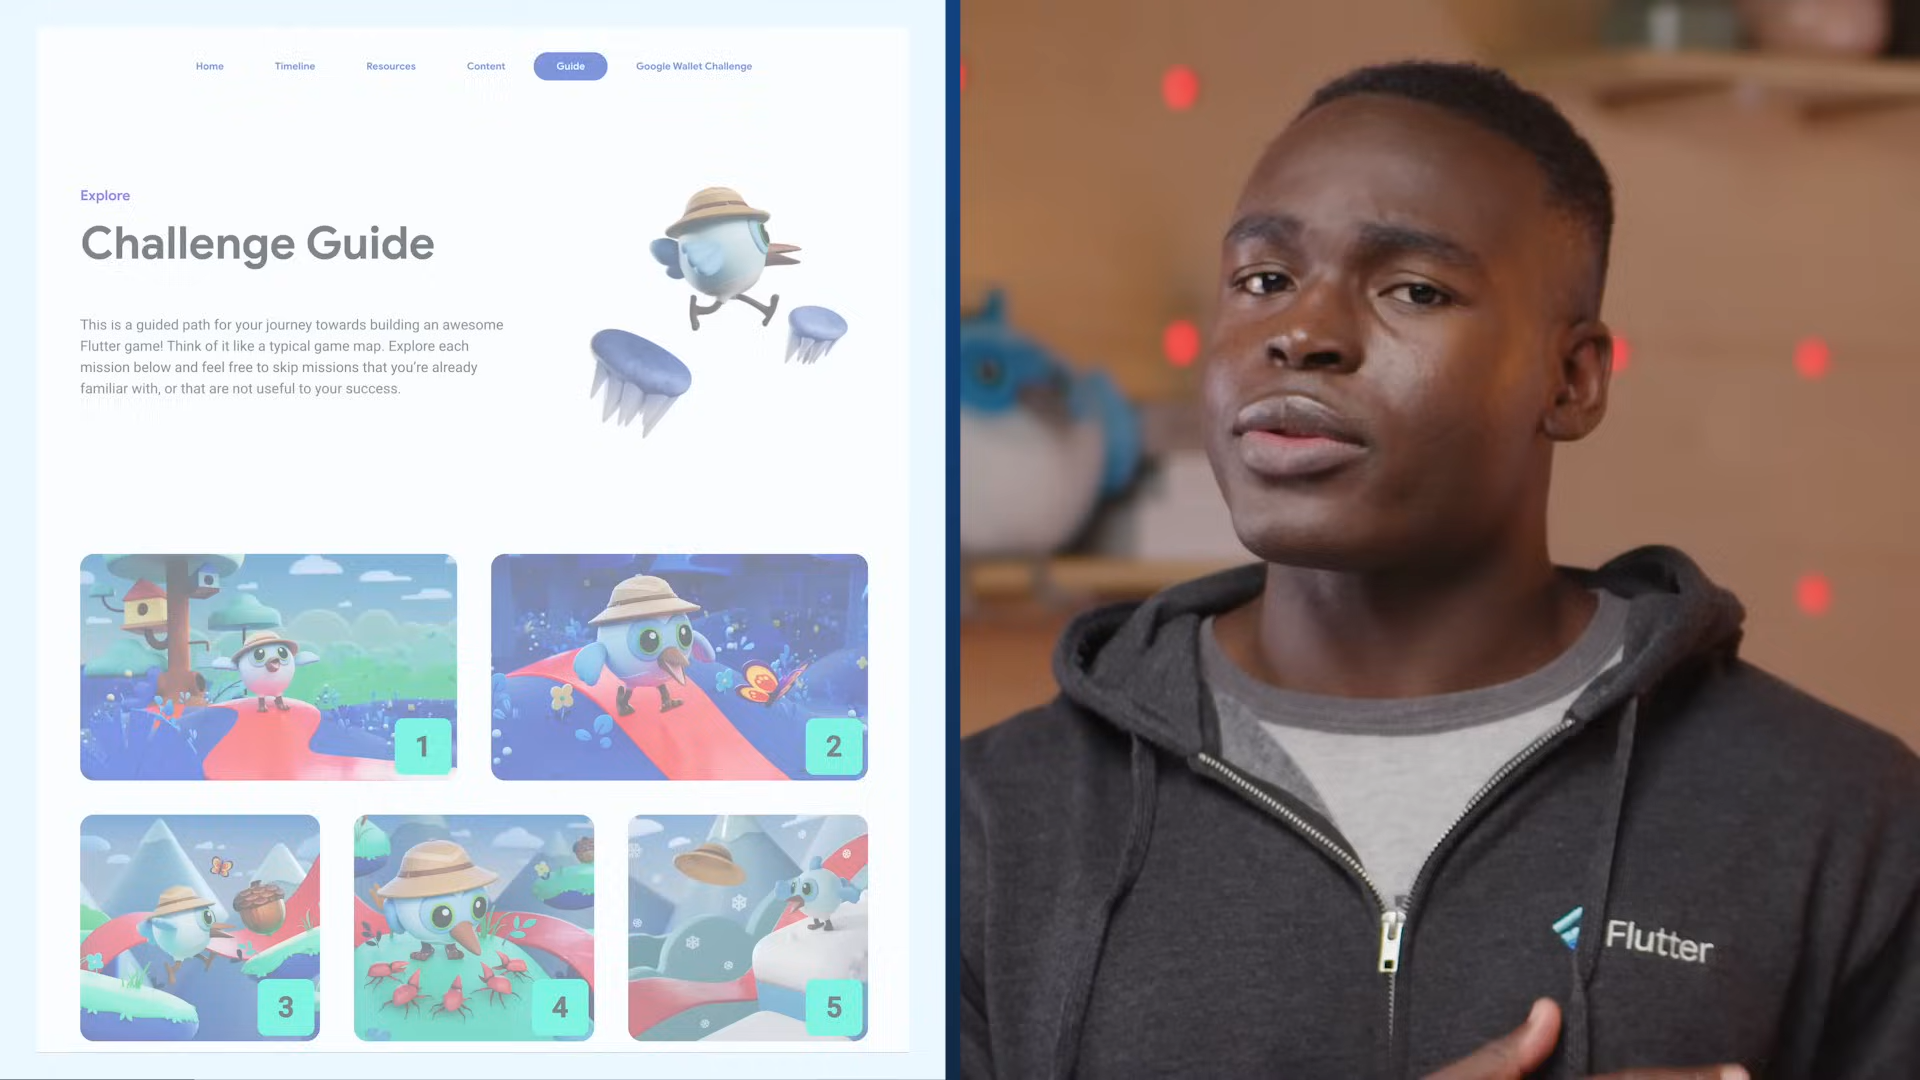 Home Timeline Resources Content Guide Google Wallet Challenge
Explore
Challenge Guide
This is a guided path for your journey towards building an awesome
Flutter game! Think of it like a typical game map. Explore each
mission below and feel free to skip missions that you're already
familiar with, or that are not useful to your success.
1
2
3
4
5
Flutter